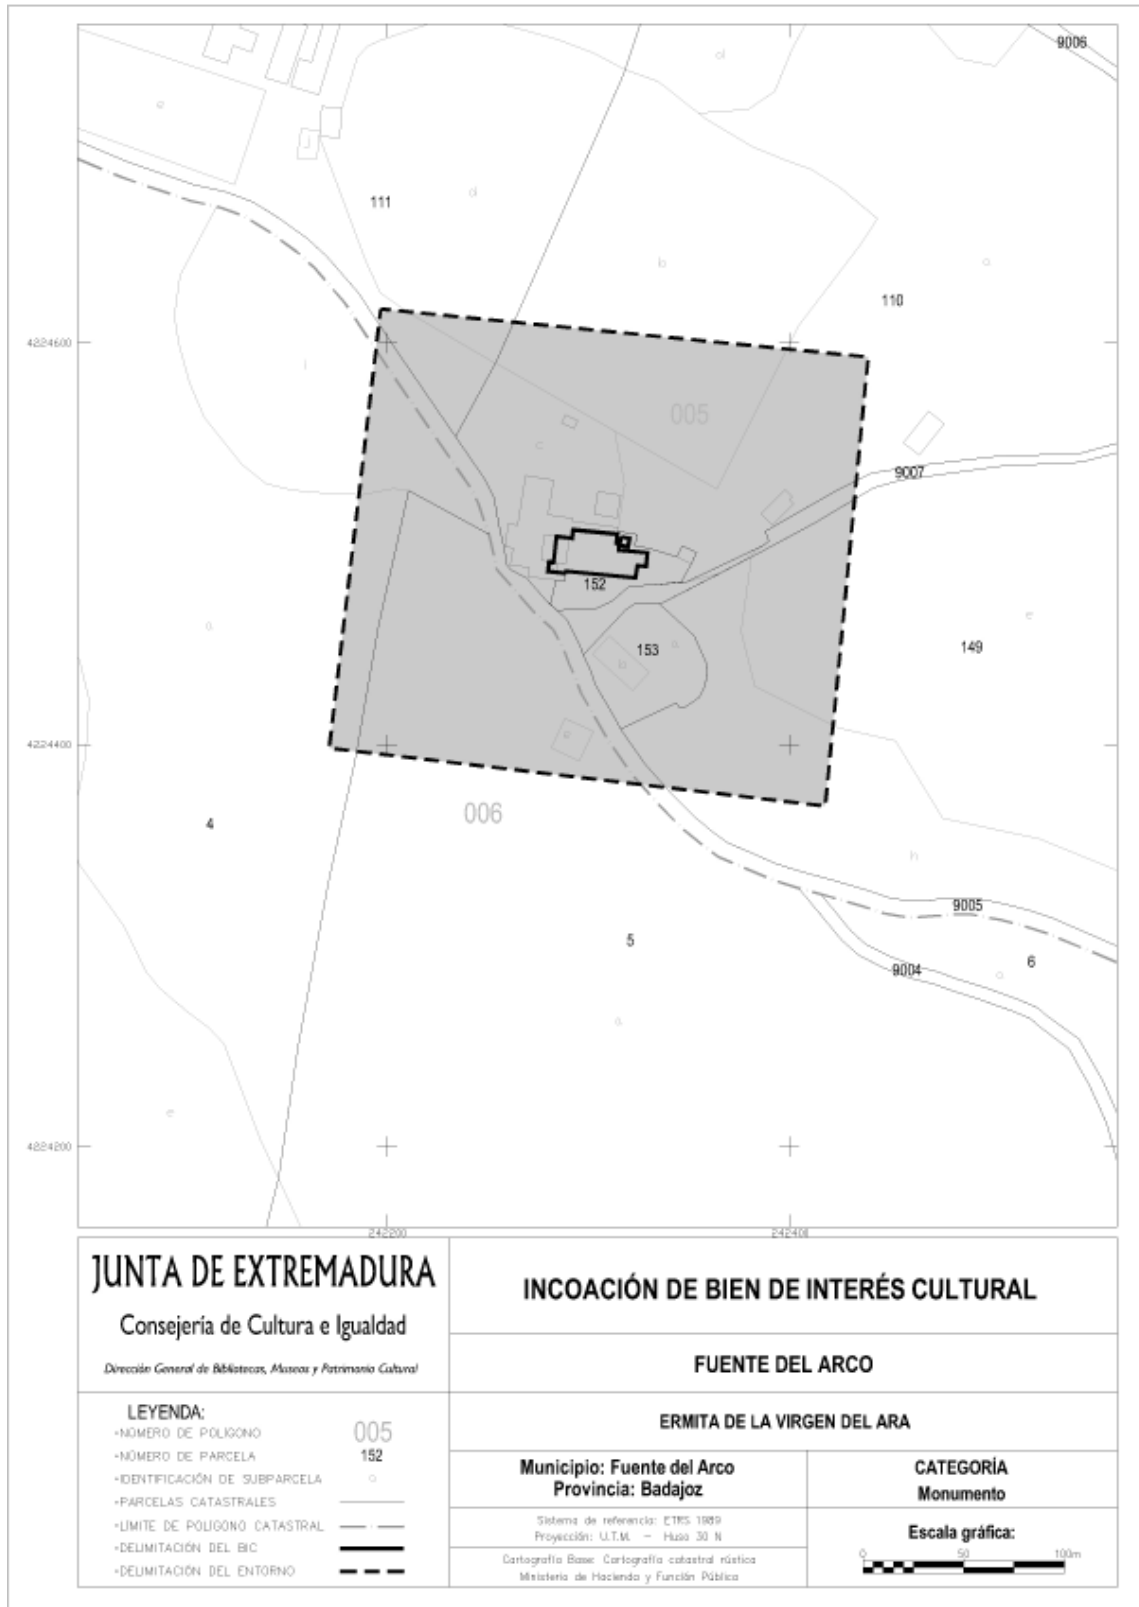 9006
d
e
J
111
d
b
a
110
4224600
i
005
c
9007
152
a
e
149
153
a
b
e
4224400
006
4
h
9005
5
6
9004
a
a
e
4224200
242200
242400
JUNTA DE EXTREMADURA
Consejería de Cultura e Igualdad
Dirección General de Bibliotecas, Museos y Patrimonio Cultural
INCOACIÓN DE BIEN DE INTERÉS CULTURAL
FUENTE DEL ARCO
ERMITA DE LA VIRGEN DEL ARA
LEYENDA:
-NÚMERO DE POLIGONO 005
-NÚMERO DE PARCELA 152
-IDENTIFICACIÓN DE SUBPARCELA a
-PARCELAS CATASTRALES
-LÍMITE DE POLIGONO CATASTRAL
-DELIMITACIÓN DEL BIC
-DELIMITACIÓN DEL ENTORNO
Municipio: Fuente del Arco
Provincia: Badajoz
Sistema de referencia: ETRS 1989
Proyección: U.T.M. - Huso 30 N
Cartografía Base: Cartografía catastral rústica
Ministerio de Hacienda y Función Pública
CATEGORÍA
Monumento
Escala gráfica:
0 50 100m